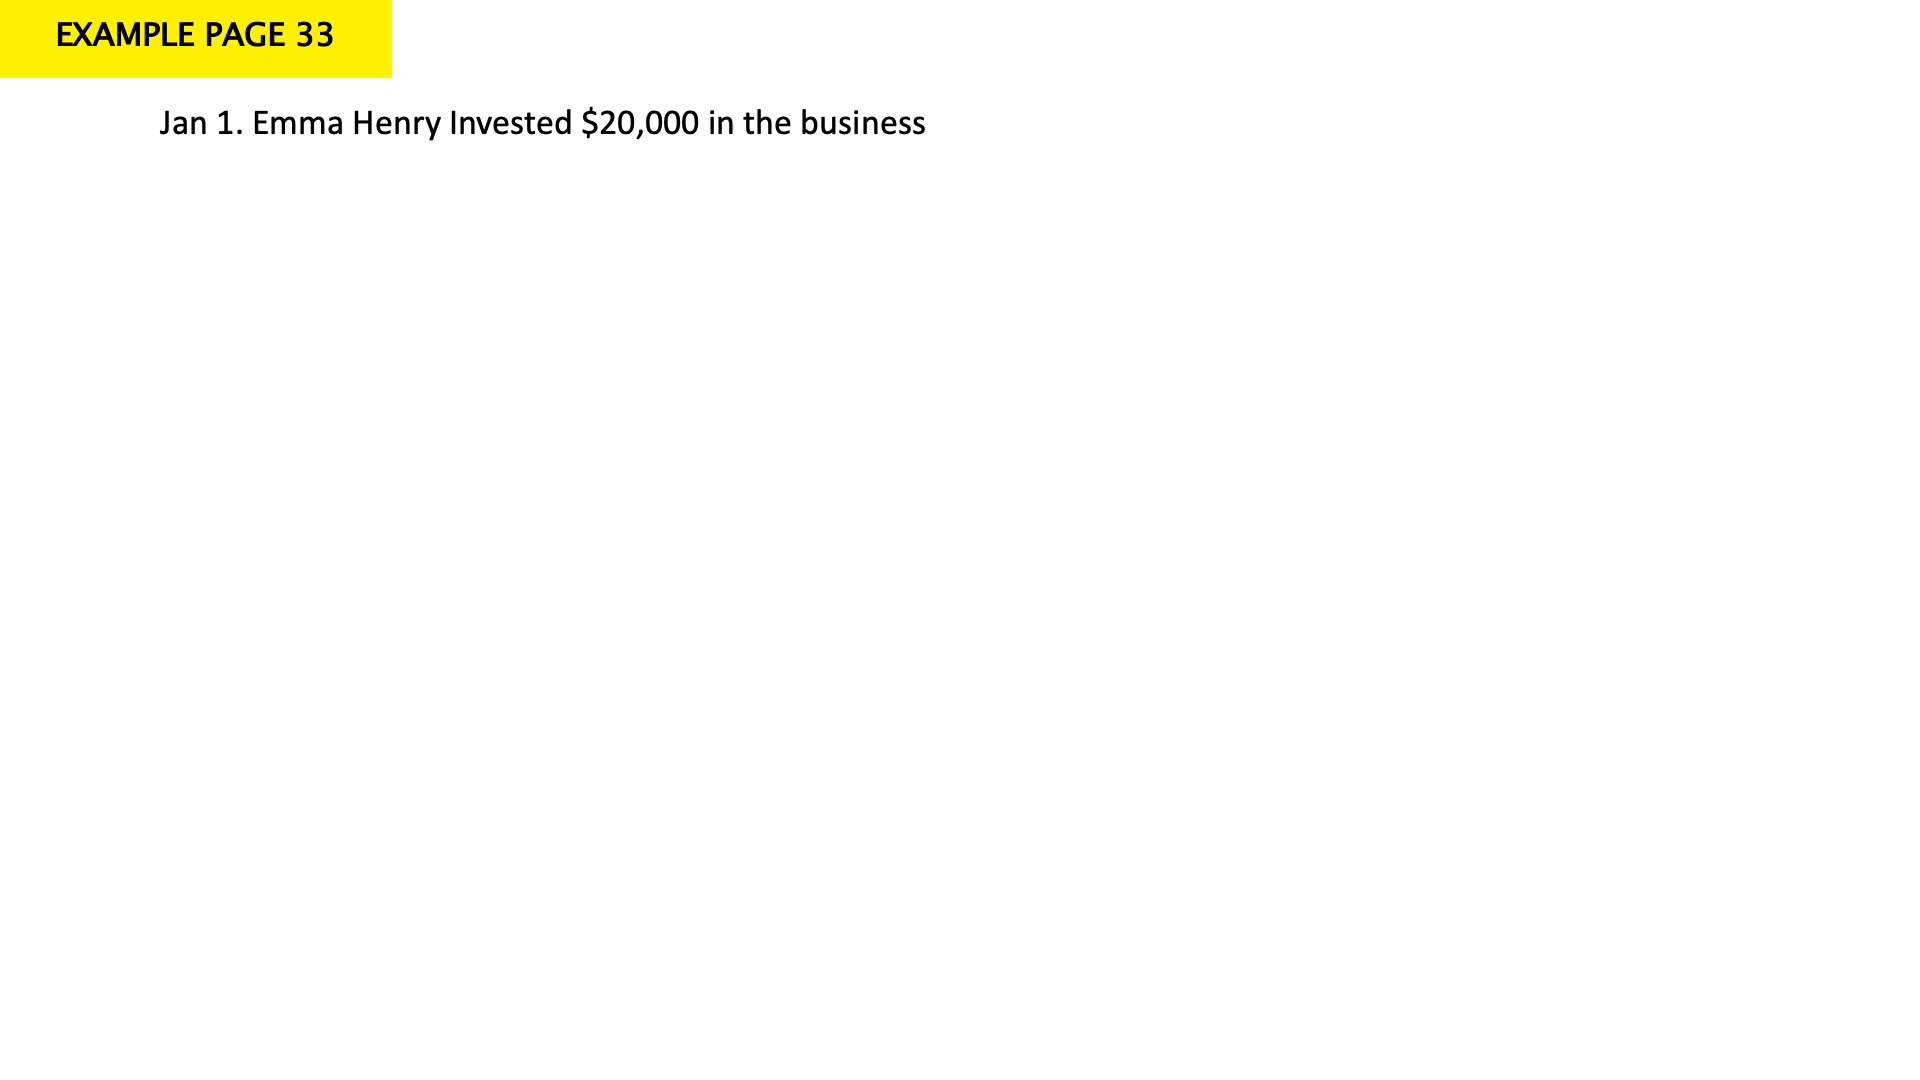 EXAMPLE PAGE 33
Jan 1. Emma Henry Invested $20,000 in the business